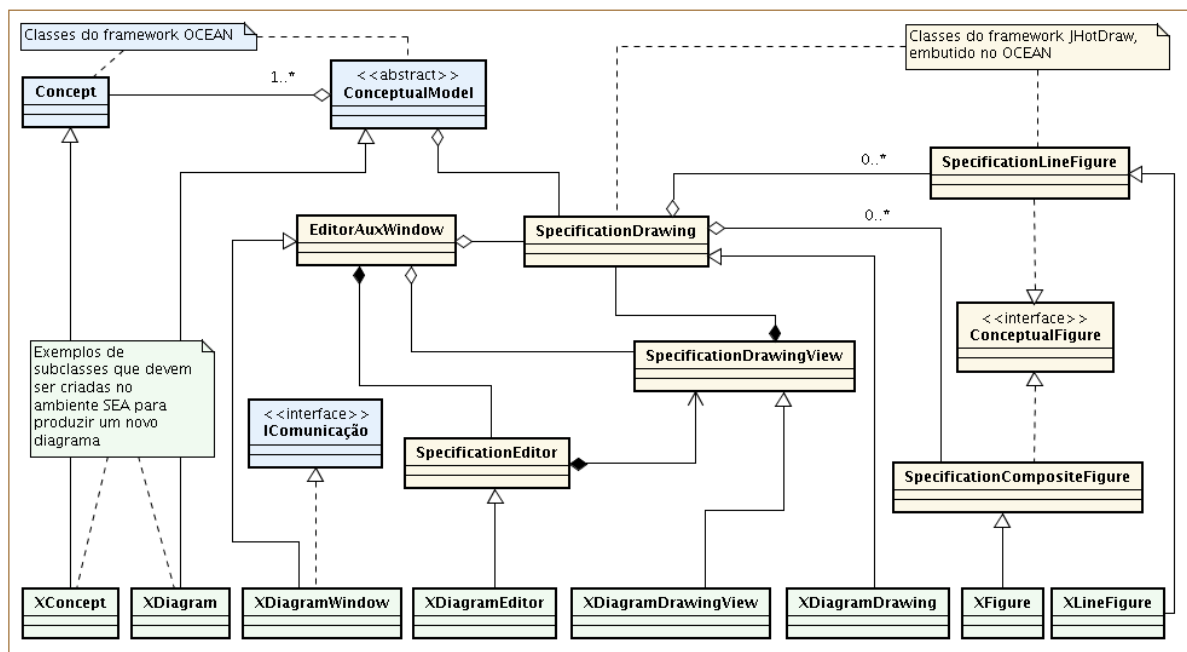 Classes do framework OCEAN
Classes do framework JHotDraw,
embutido no OCEAN
Concept
1..*
<<abstract>>
ConceptualModel
0..*
SpecificationLineFigure
0..*
EditorAuxWindow
SpecificationDrawing
<<interface>>
ConceptualFigure
Exemplos de
subclasses que devem
ser criadas no
ambiente SEA para
produzir um novo
diagrama
SpecificationDrawingView
<<interface>>
IComunicação
SpecificationEditor
SpecificationCompositeFigure
XConcept
XDiagram
XDiagramWindow
XDiagramEditor
XDiagramDrawingView
XDiagramDrawing
XFigure
XLineFigure